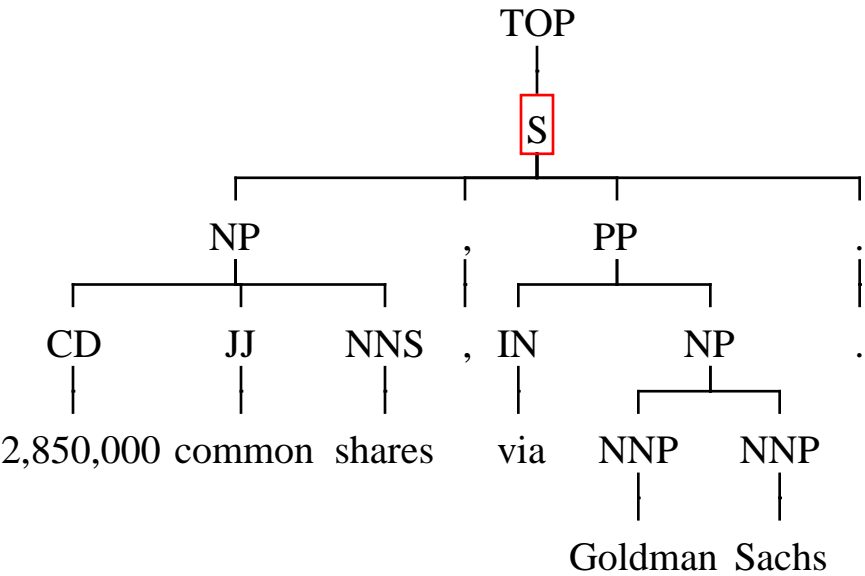 TOP
S
NP , PP .
CD JJ NNS , IN NP .
2,850,000 common shares via NNP NNP
Goldman Sachs